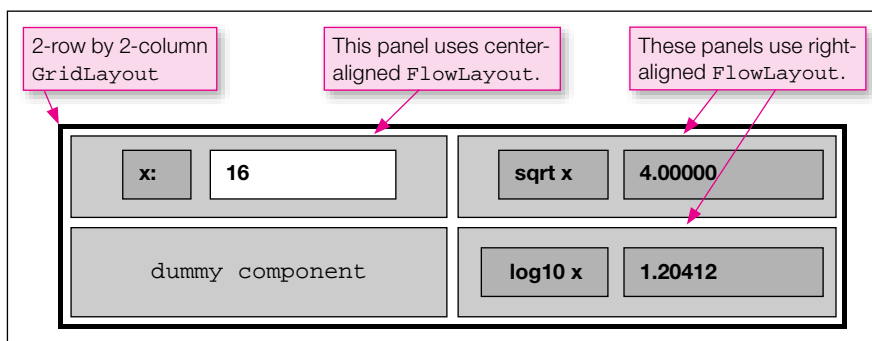 2-row by 2-column
GridLayout
This panel uses center-
aligned FlowLayout.
These panels use right-
aligned FlowLayout.
x:
16
sqrt x
4.00000
dummy component
log10 x
1.20412